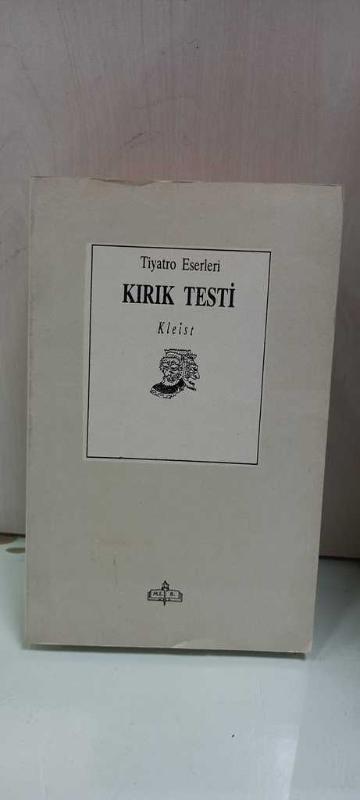 Tiyatro Eserleri
KIRIK TESTİ
Kleist
M.E. B.